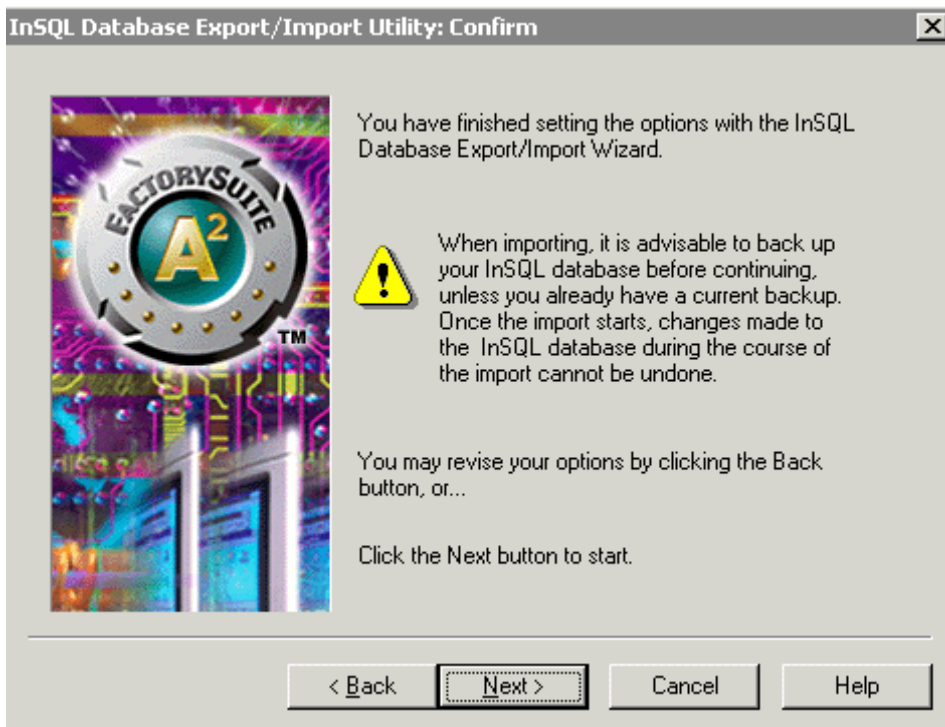 InSQL Database Export/Import Utility: Confirm
FACTORYSUITE
A2
TM
You have finished setting the options with the InSQL
Database Export/Import Wizard.
When importing, it is advisable to back up
your InSQL database before continuing,
unless you already have a current backup.
Once the import starts, changes made to
the InSQL database during the course of
the import cannot be undone.
You may revise your options by clicking the Back
button, or...
Click the Next button to start.
< Back
Next >
Cancel
Help